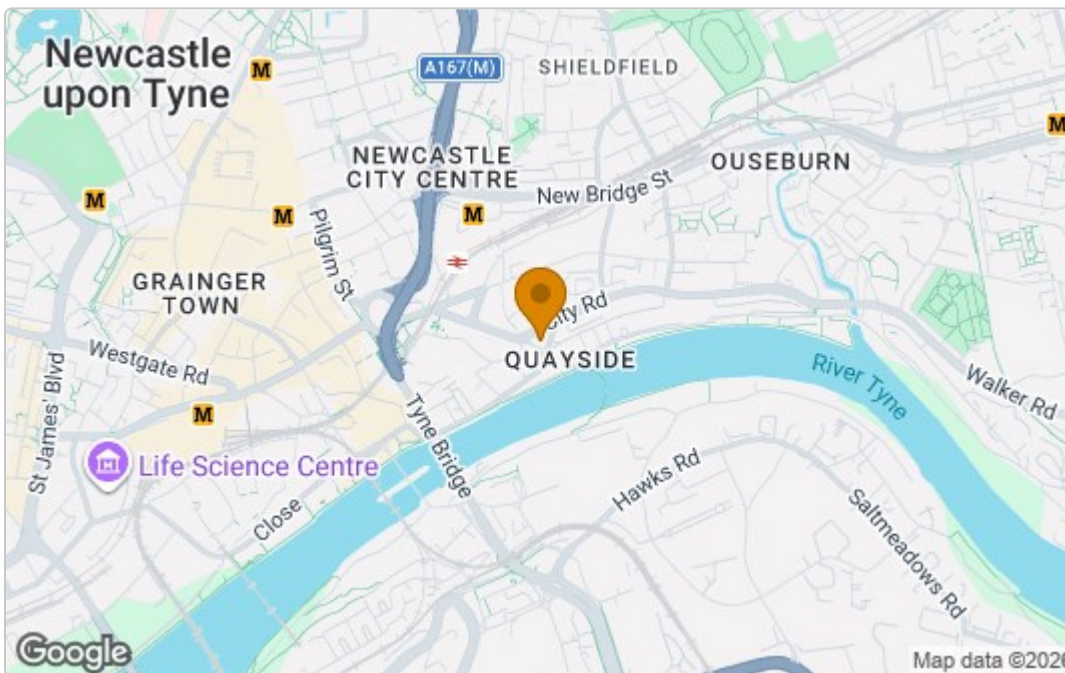 Newcastle
upon Tyne
M
A167(M)
SHIELDFIELD
M
NEWCASTLE
CITY CENTRE
OUSEBURN
New Bridge St
M
M
M
Pilgrim St
GRAINGER
TOWN
City Rd
QUAYSIDE
Westgate Rd
St James' Blvd
M
River Tyne
Walker Rd
Tyne Bridge
Life Science Centre
Hawks Rd
Close
Saltmeadows Rd
Google
Map data ©2026